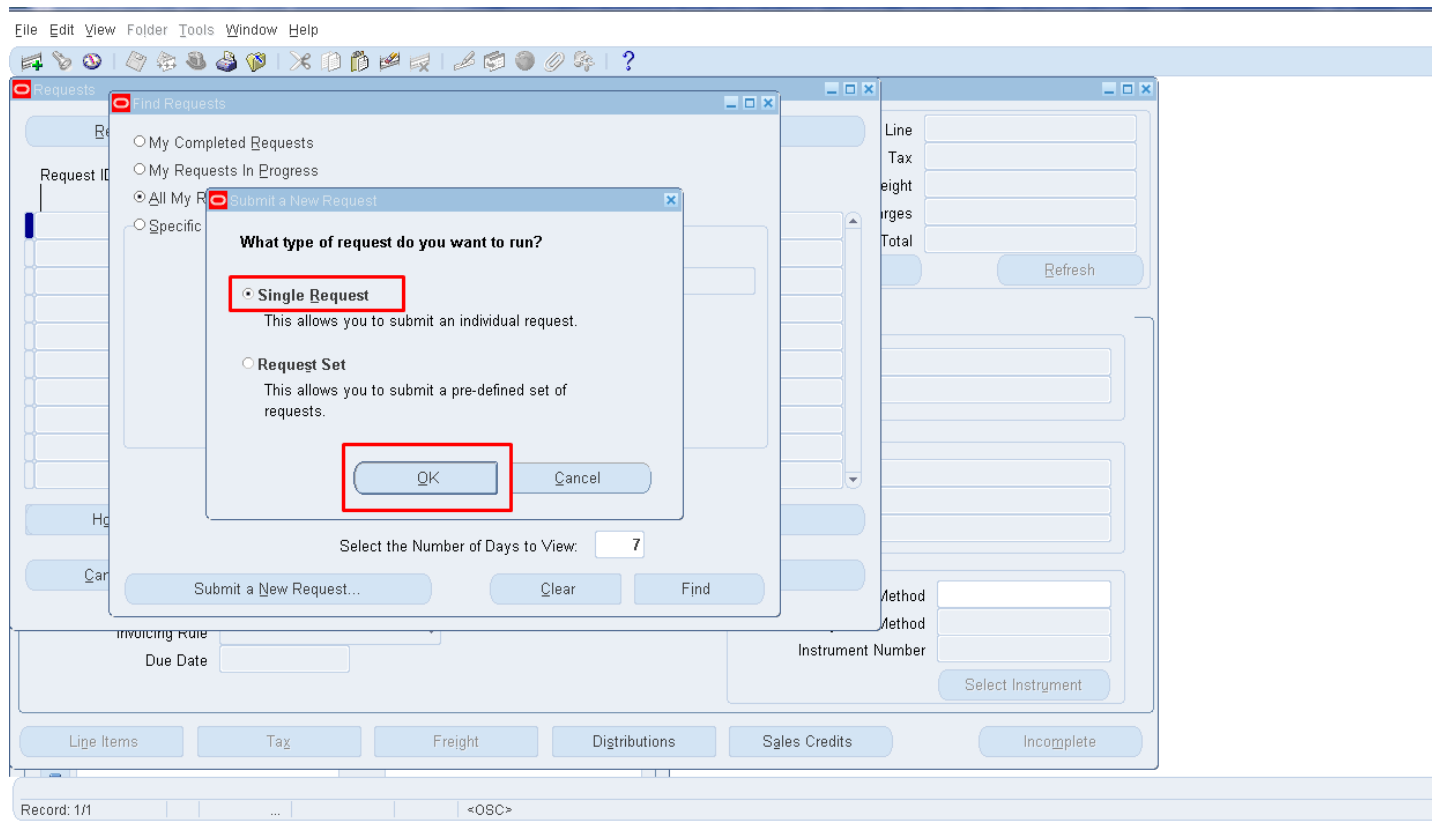 File Edit View Folder Tools Window Help
Requests
Find Requests
My Completed Requests
Line
My Requests In Progress
Tax
Request ID
All My R
eight
Submit a New Request
Specific
arges
What type of request do you want to run?
Total
Refresh
Single Request
This allows you to submit an individual request.
Request Set
This allows you to submit a pre-defined set of
requests.
OK Cancel
Select the Number of Days to View: 7
Submit a New Request... Clear Find
Method
Invoicing Rule
Method
Due Date
Instrument Number
Select Instrument
Line Items Tax Freight Distributions Sales Credits Incomplete
Record: 1/1 ... <OSC>